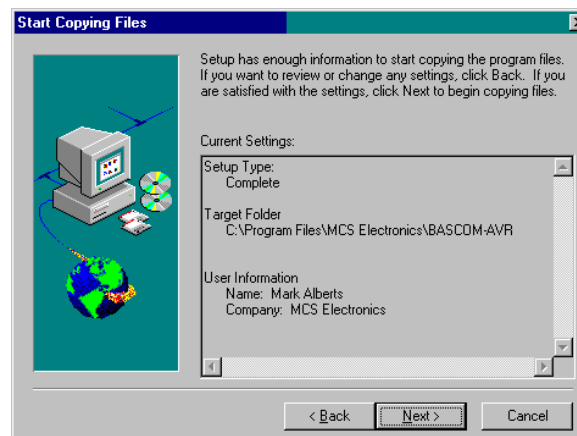 Start Copying Files
Setup has enough information to start copying the program files.
If you want to review or change any settings, click Back. If you
are satisfied with the settings, click Next to begin copying files.
Current Settings:
Setup Type:
Complete
Target Folder
C:\Program Files\MCS Electronics\BASCOM-AVR
User Information
Name: Mark Alberts
Company: MCS Electronics
< Back
Next >
Cancel